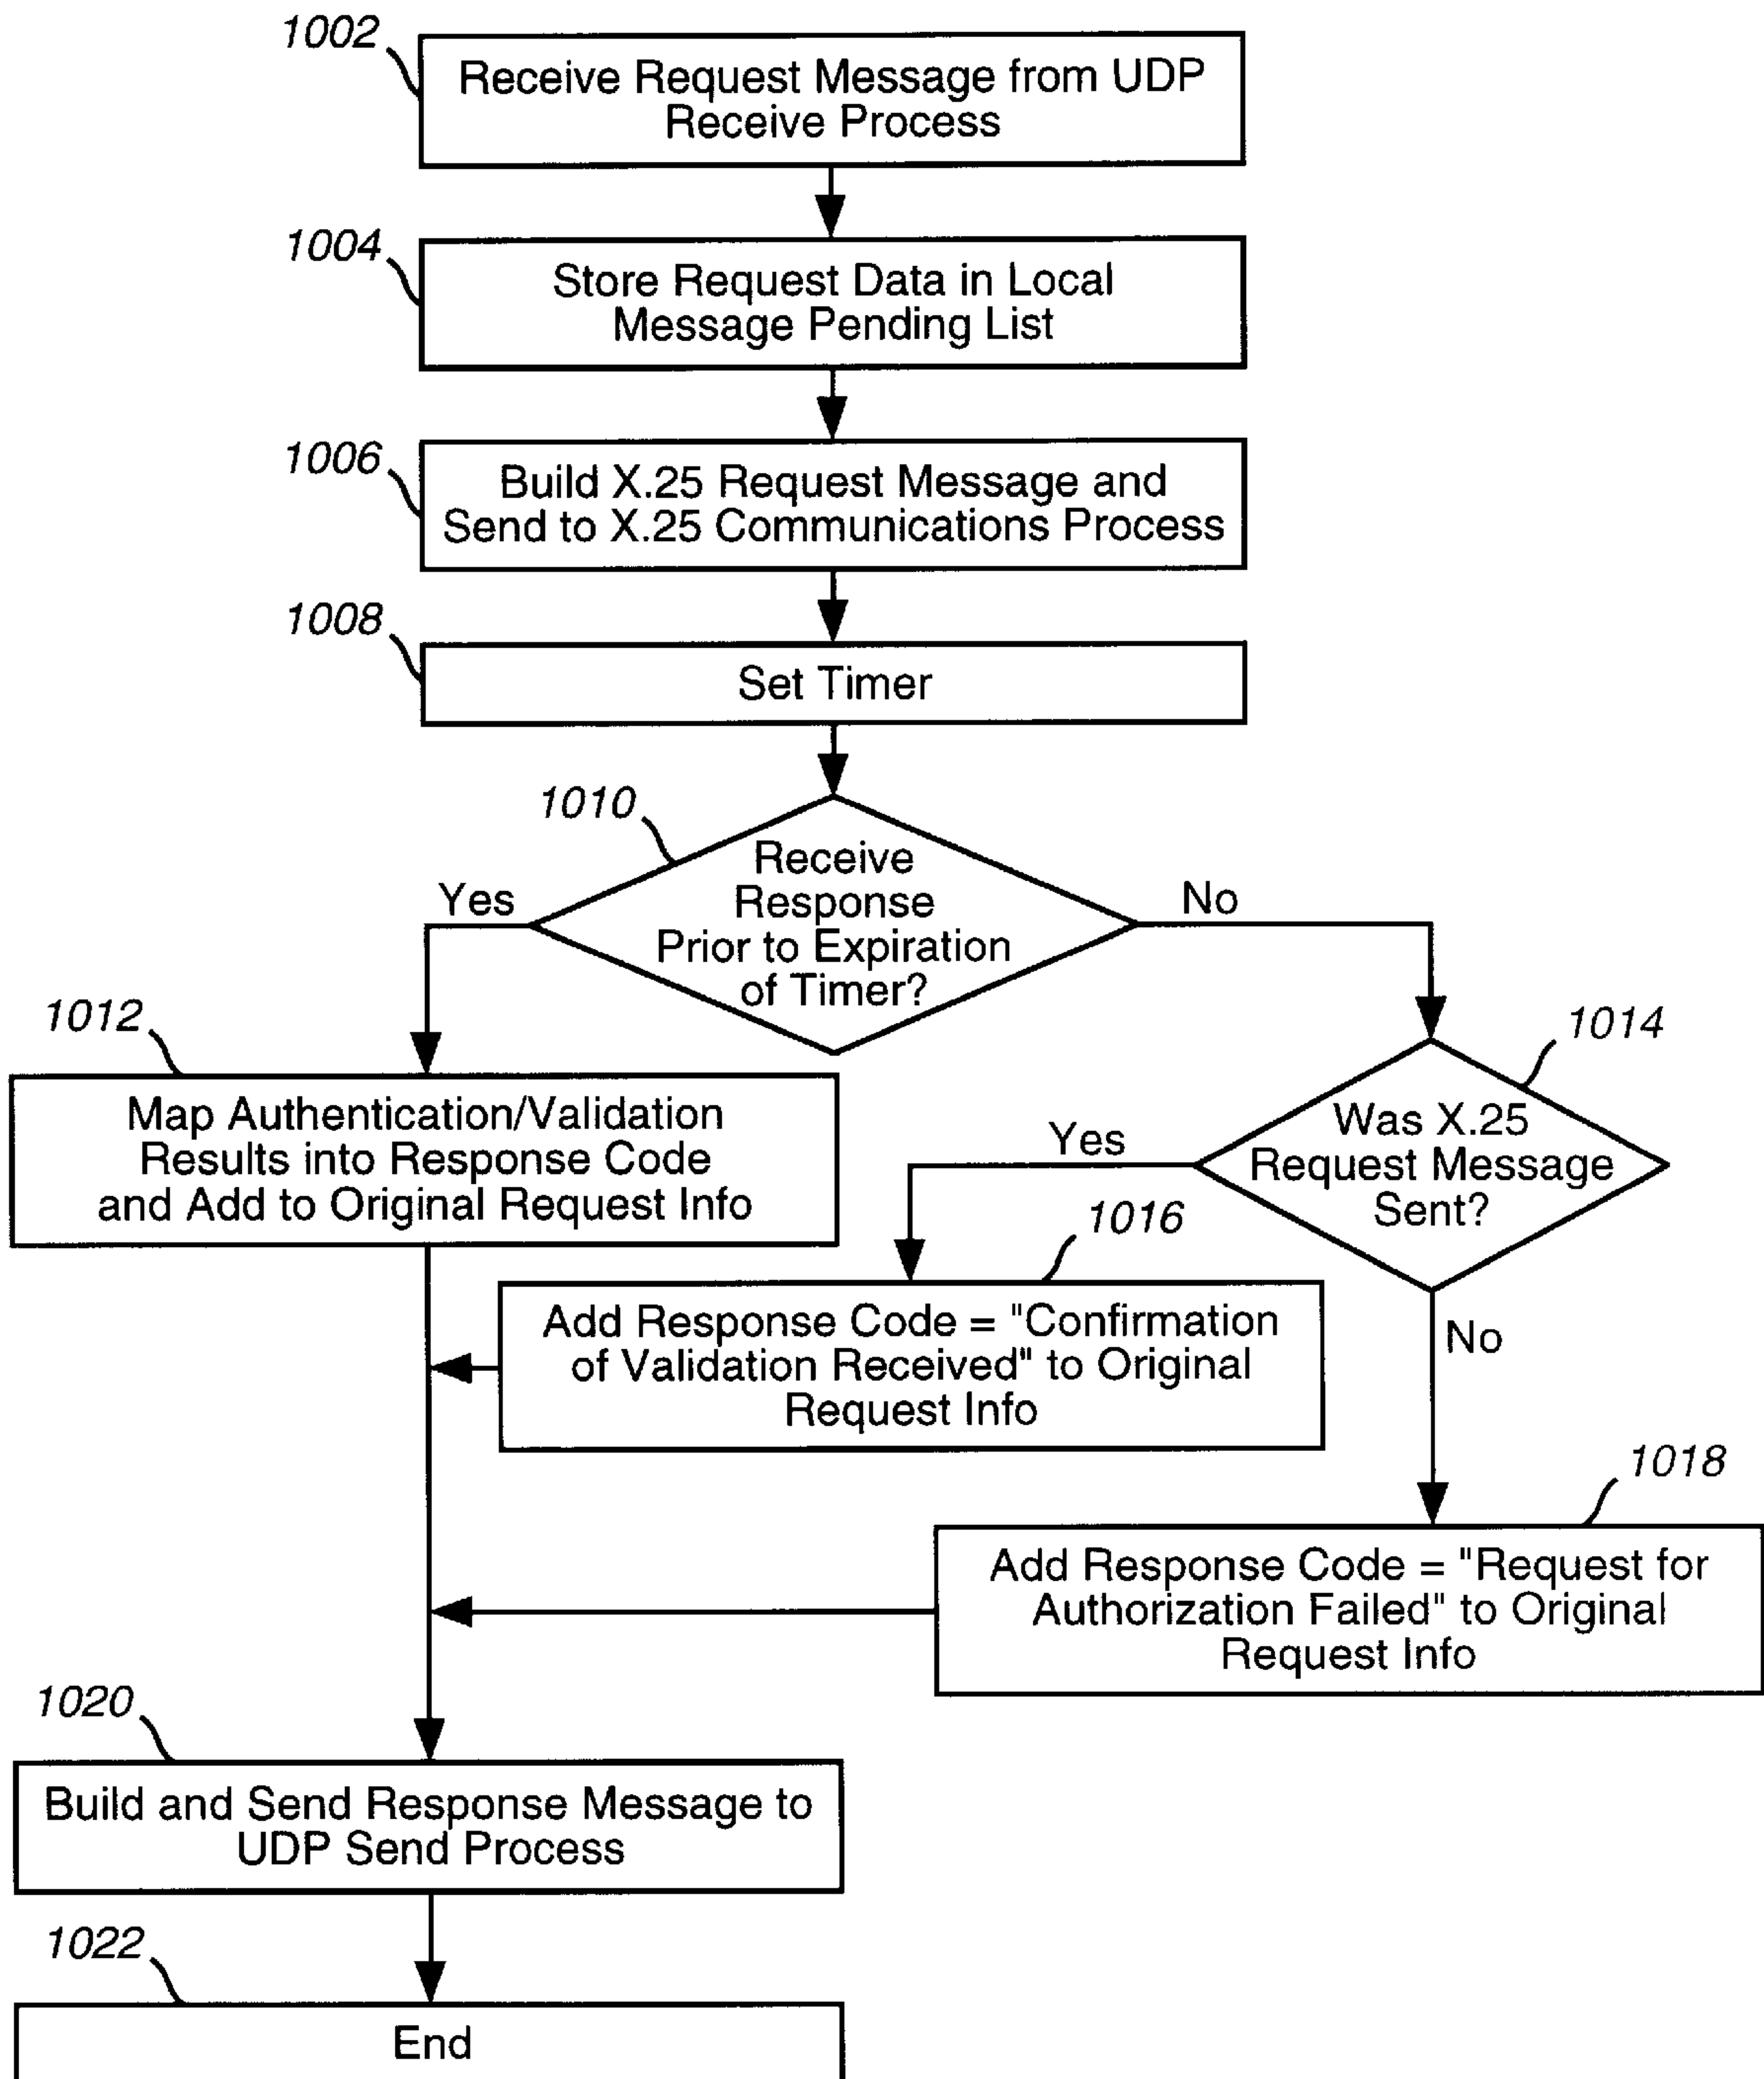 1002
Receive Request Message from UDP
Receive Process
1004
Store Request Data in Local
Message Pending List
1006
Build X.25 Request Message and
Send to X.25 Communications Process
1008
Set Timer
1010
Receive
Response
Prior to Expiration
of Timer?
Yes
No
1012
Map Authentication/Validation
Results into Response Code
and Add to Original Request Info
1014
Was X.25
Request Message
Sent?
Yes
No
1016
Add Response Code = "Confirmation
of Validation Received" to Original
Request Info
1018
Add Response Code = "Request for
Authorization Failed" to Original
Request Info
1020
Build and Send Response Message to
UDP Send Process
1022
End